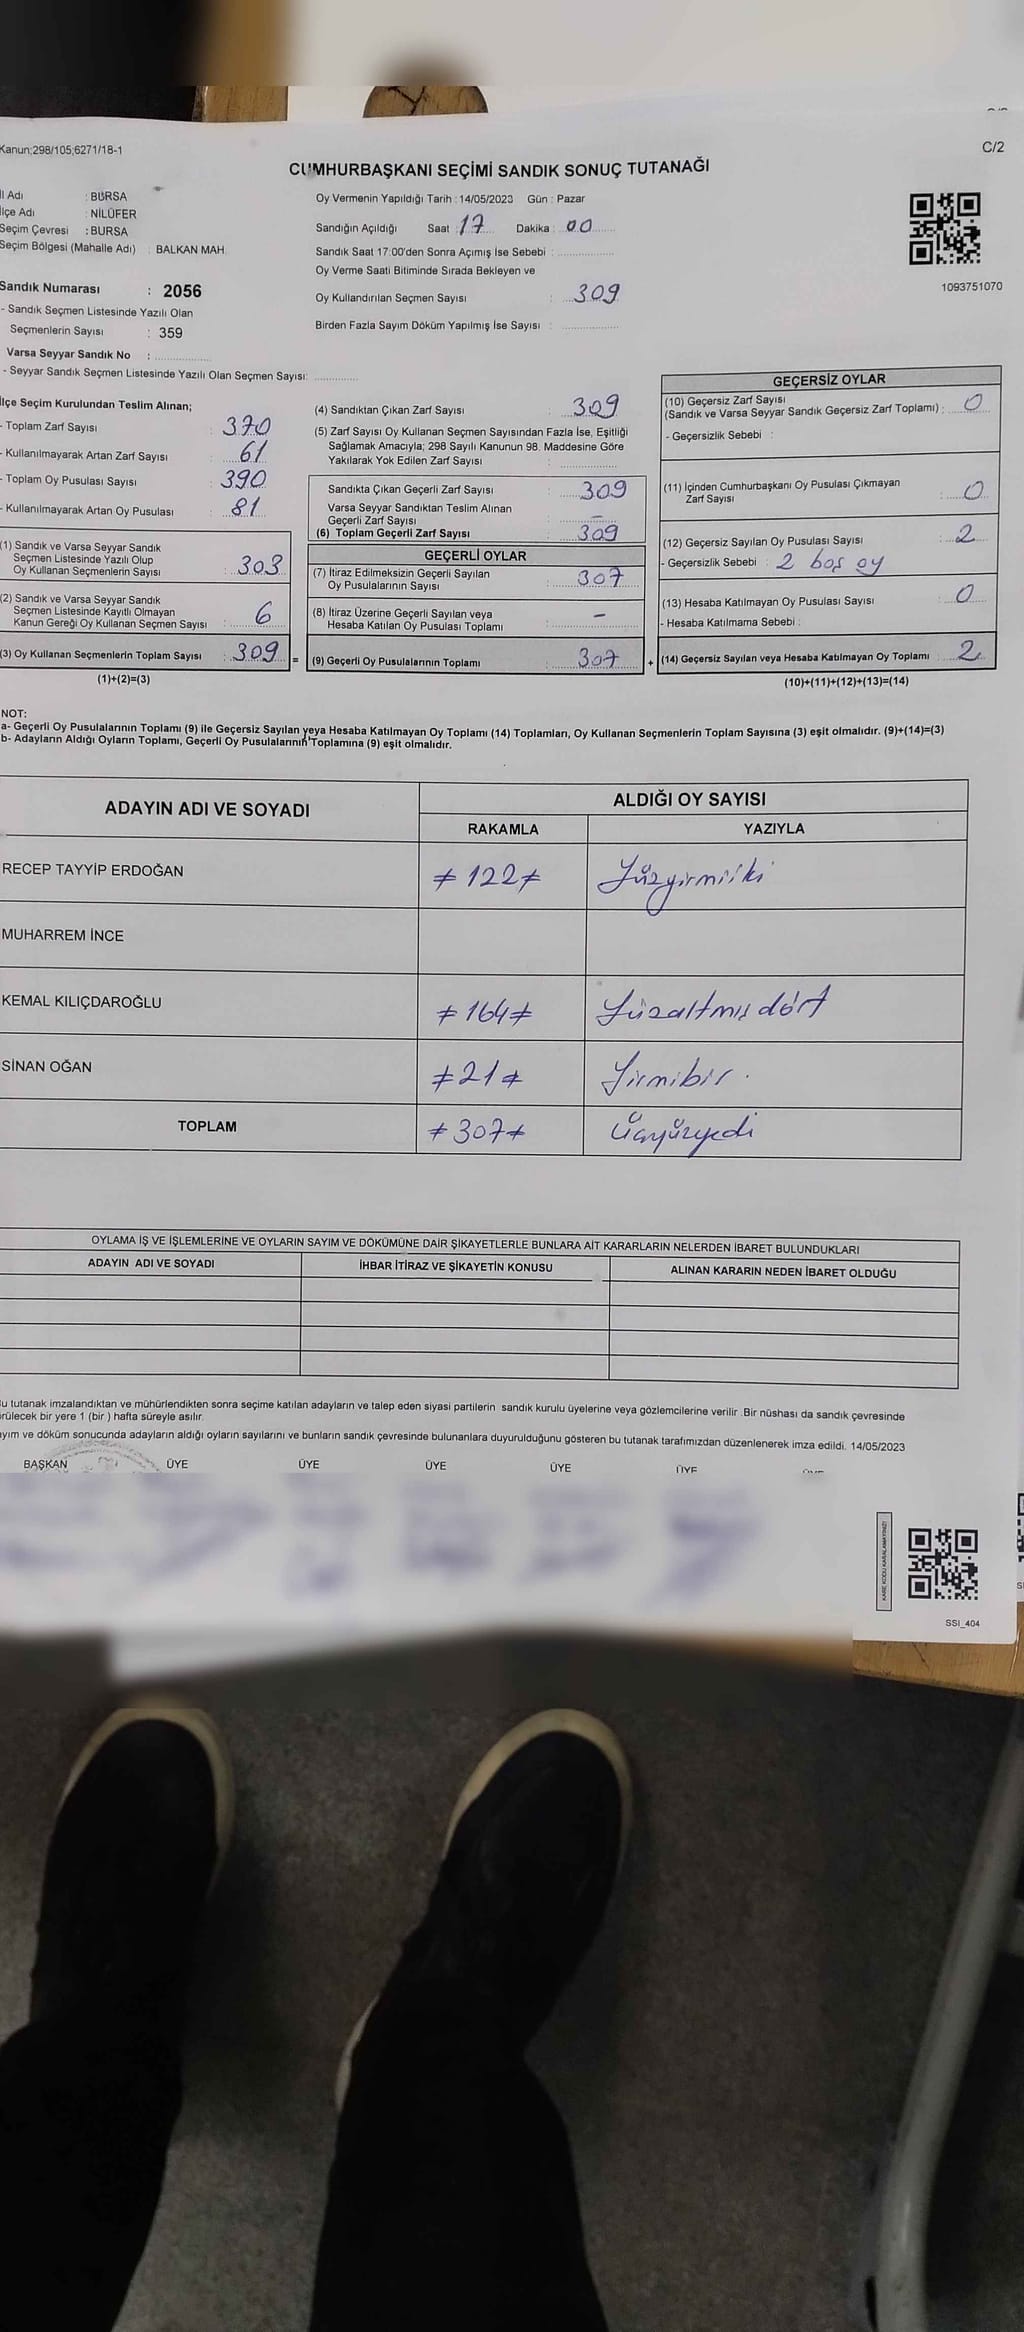 Kanun;298/105;6271/18-1
C/2
CUMHURBAŞKANI SEÇİMİ SANDIK SONUÇ TUTANAĞI
İl Adı : BURSA
İlçe Adı : NİLÜFER
Seçim Çevresi : BURSA
Seçim Bölgesi (Mahalle Adı) : BALKAN MAH.
Sandık Numarası : 2056
- Sandık Seçmen Listesinde Yazılı Olan
Seçmenlerin Sayısı : 359
Varsa Seyyar Sandık No :
- Seyyar Sandık Seçmen Listesinde Yazılı Olan Seçmen Sayısı:
Oy Vermenin Yapıldığı Tarih : 14/05/2023 Gün : Pazar
Sandığın Açıldığı Saat : 17 Dakika : 00
Sandık Saat 17:00'den Sonra Açımış İse Sebebi :
Oy Verme Saati Bitiminde Sırada Bekleyen ve
Oy Kullandırılan Seçmen Sayısı : 309
Birden Fazla Sayım Döküm Yapılmış İse Sayısı :
1093751070
İlçe Seçim Kurulundan Teslim Alınan;
- Toplam Zarf Sayısı : 370
- Kullanılmayarak Artan Zarf Sayısı : 61
- Toplam Oy Pusulası Sayısı : 390
- Kullanılmayarak Artan Oy Pusulası : 81
(1) Sandık ve Varsa Seyyar Sandık
Seçmen Listesinde Yazılı Olup
Oy Kullanan Seçmenlerin Sayısı : 303
(2) Sandık ve Varsa Seyyar Sandık
Seçmen Listesinde Kayıtlı Olmayan
Kanun Gereği Oy Kullanan Seçmen Sayısı : 6
(3) Oy Kullanan Seçmenlerin Toplam Sayısı : 309 =
(1)+(2)=(3)
(4) Sandıktan Çıkan Zarf Sayısı : 309
(5) Zarf Sayısı Oy Kullanan Seçmen Sayısından Fazla İse, Eşitliği
Sağlamak Amacıyla; 298 Sayılı Kanunun 98. Maddesine Göre
Yakılarak Yok Edilen Zarf Sayısı :
Sandıkta Çıkan Geçerli Zarf Sayısı : 309
Varsa Seyyar Sandıktan Teslim Alınan
Geçerli Zarf Sayısı : –
(6) Toplam Geçerli Zarf Sayısı : 309
GEÇERLİ OYLAR
(7) İtiraz Edilmeksizin Geçerli Sayılan
Oy Pusulalarının Sayısı : 307
(8) İtiraz Üzerine Geçerli Sayılan veya
Hesaba Katılan Oy Pusulası Toplamı : –
(9) Geçerli Oy Pusulalarının Toplamı : 307 +
GEÇERSİZ OYLAR
(10) Geçersiz Zarf Sayısı
(Sandık ve Varsa Seyyar Sandık Geçersiz Zarf Toplamı) : 0
- Geçersizlik Sebebi :
(11) İçinden Cumhurbaşkanı Oy Pusulası Çıkmayan
Zarf Sayısı : 0
(12) Geçersiz Sayılan Oy Pusulası Sayısı : 2
- Geçersizlik Sebebi : 2 boş oy
(13) Hesaba Katılmayan Oy Pusulası Sayısı : 0
- Hesaba Katılmama Sebebi :
(14) Geçersiz Sayılan veya Hesaba Katılmayan Oy Toplamı : 2
(10)+(11)+(12)+(13)=(14)
NOT:
a- Geçerli Oy Pusulalarının Toplamı (9) ile Geçersiz Sayılan veya Hesaba Katılmayan Oy Toplamı (14) Toplamları, Oy Kullanan Seçmenlerin Toplam Sayısına (3) eşit olmalıdır. (9)+(14)=(3)
b- Adayların Aldığı Oyların Toplamı, Geçerli Oy Pusulalarının Toplamına (9) eşit olmalıdır.
ADAYIN ADI VE SOYADI ALDIĞI OY SAYISI
RAKAMLA YAZIYLA
RECEP TAYYİP ERDOĞAN ≠122≠ Yüzyirmiiki
MUHARREM İNCE
KEMAL KILIÇDAROĞLU ≠164≠ Yüzaltmış dört
SİNAN OĞAN ≠21≠ Yirmibir.
TOPLAM ≠307≠ Üçyüzyedi
OYLAMA İŞ VE İŞLEMLERİNE VE OYLARIN SAYIM VE DÖKÜMÜNE DAİR ŞİKAYETLERLE BUNLARA AİT KARARLARIN NELERDEN İBARET BULUNDUKLARI
ADAYIN ADI VE SOYADI İHBAR İTİRAZ VE ŞİKAYETİN KONUSU ALINAN KARARIN NEDEN İBARET OLDUĞU
Bu tutanak imzalandıktan ve mühürlendikten sonra seçime katılan adayların ve talep eden siyasi partilerin sandık kurulu üyelerine veya gözlemcilerine verilir .Bir nüshası da sandık çevresinde
görülecek bir yere 1 (bir ) hafta süreyle asılır.
Sayım ve döküm sonucunda adayların aldığı oyların sayılarını ve bunların sandık çevresinde bulunanlara duyurulduğunu gösteren bu tutanak tarafımızdan düzenlenerek imza edildi. 14/05/2023
BAŞKAN ÜYE ÜYE ÜYE ÜYE ÜYE
KARE KODU KARALAMAYINIZ!
SSI_404